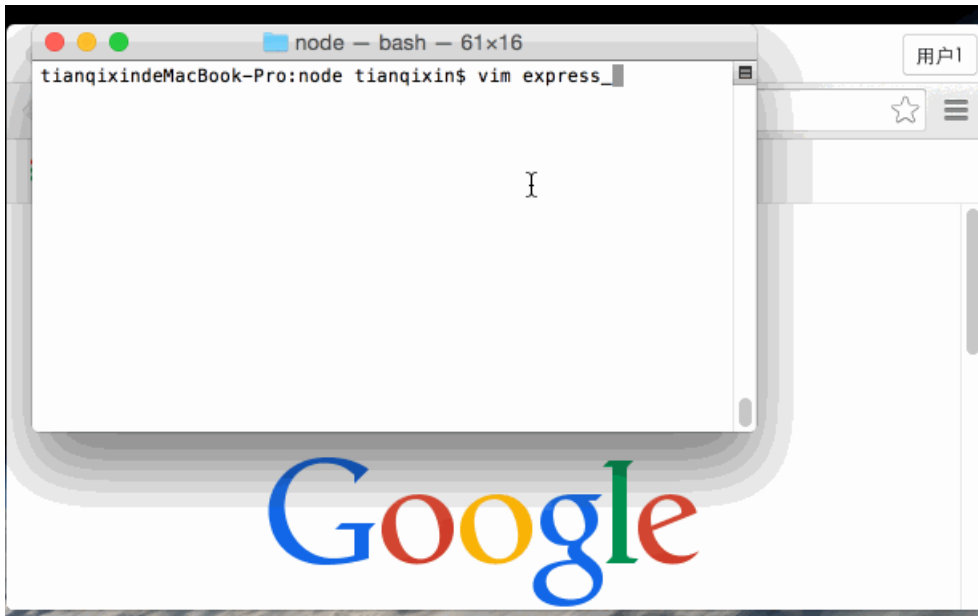 node — bash — 61×16
用户1
tianqixindeMacBook-Pro:node tianqixin$ vim express_
Google